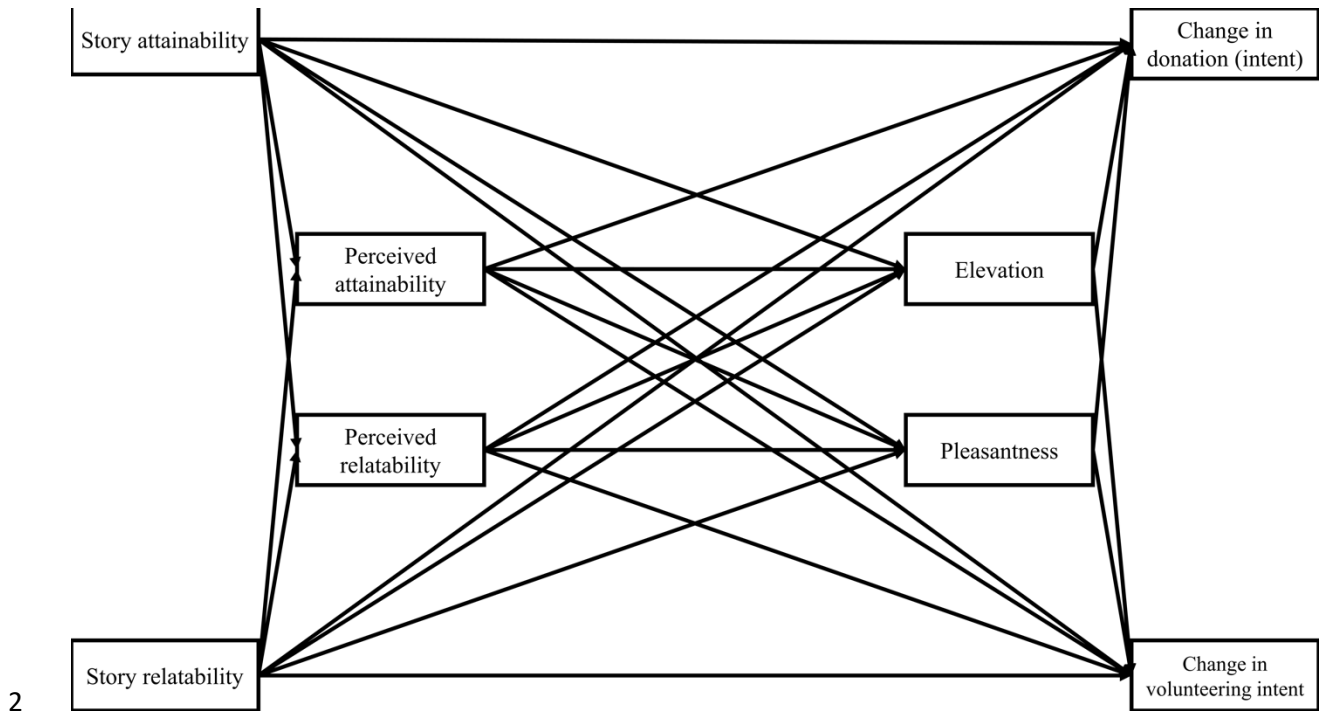 Story attainability
Change in
donation (intent)
Perceived
attainability
Elevation
Perceived
relatability
Pleasantness
Story relatability
Change in
volunteering intent
2